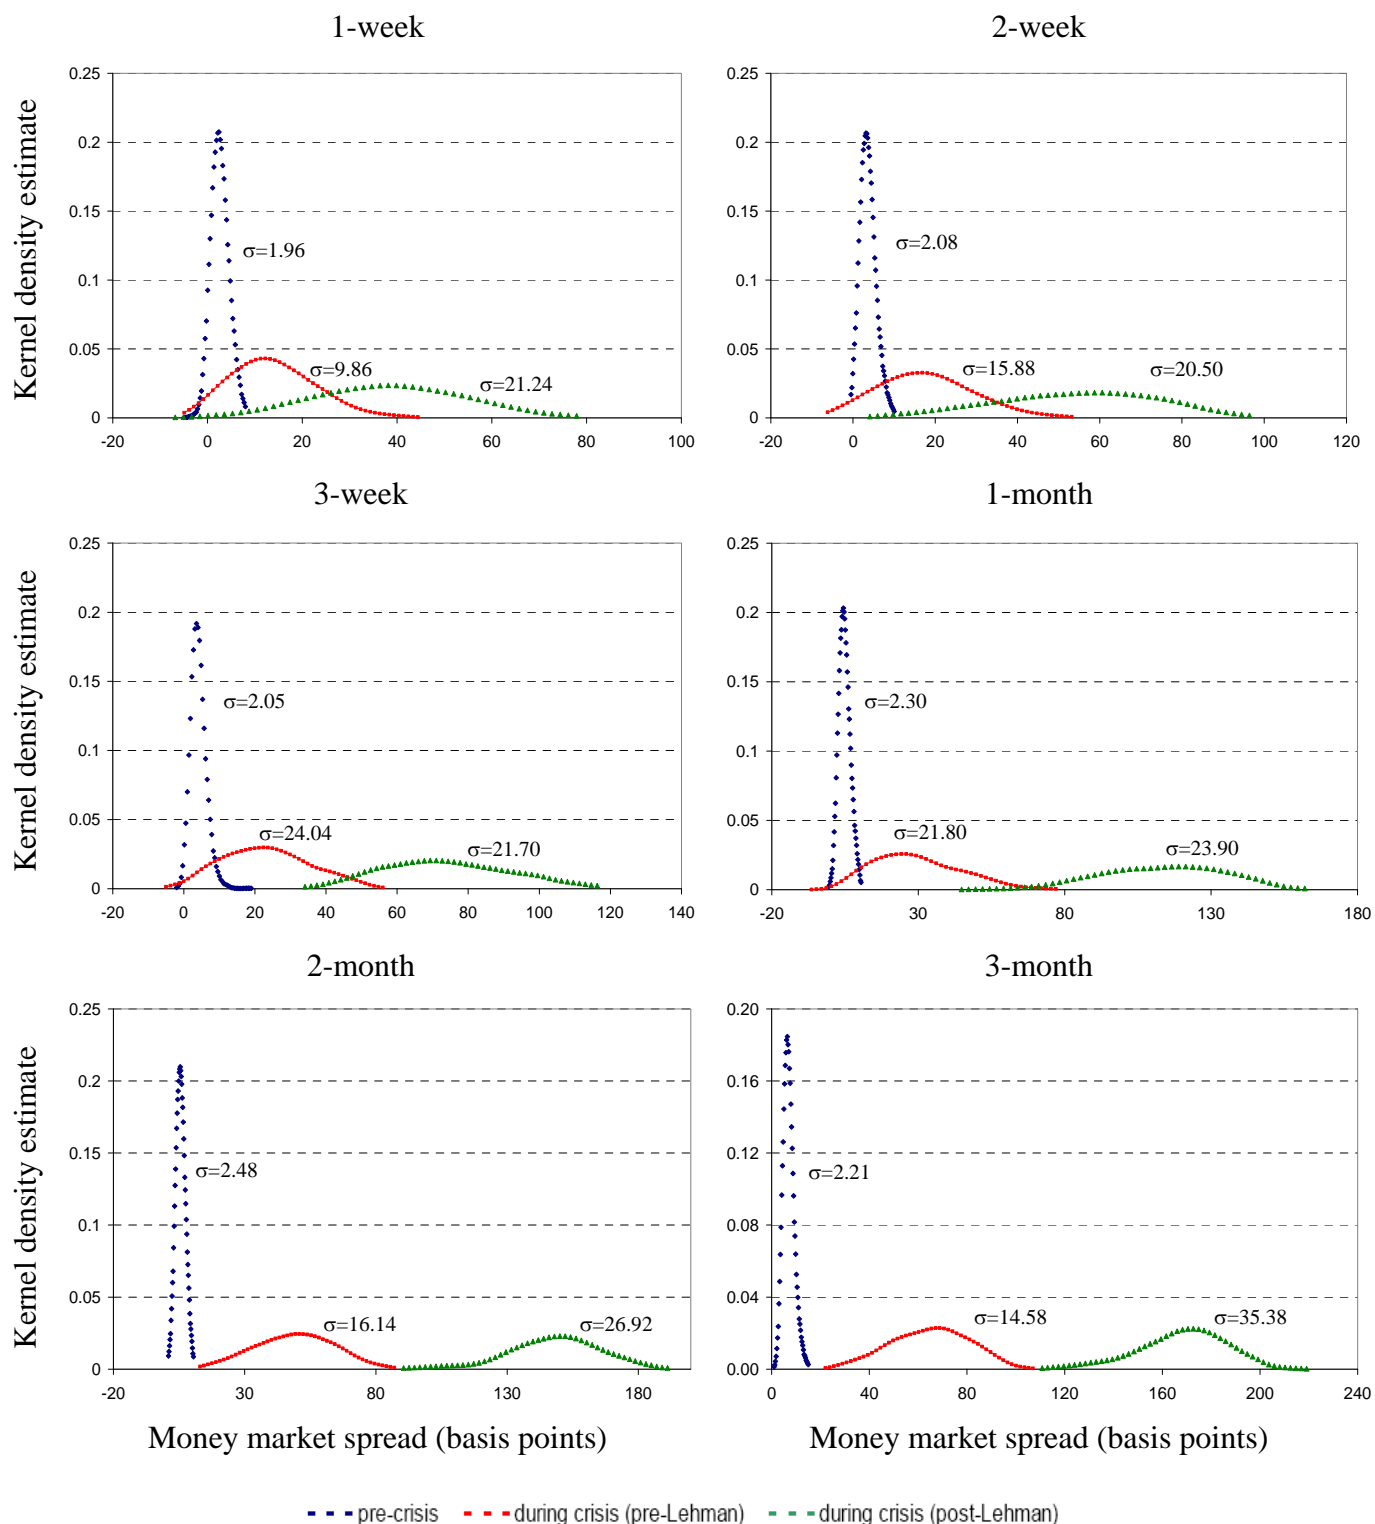 1-week
2-week
Kernel density estimate
0.25
0.2
0.15
0.1
0.05
0
-20 0 20 40 60 80 100
σ=1.96
σ=9.86
σ=21.24
0.25
0.2
0.15
0.1
0.05
0
-20 0 20 40 60 80 100 120
σ=2.08
σ=15.88
σ=20.50
3-week
1-month
Kernel density estimate
0.25
0.2
0.15
0.1
0.05
0
-20 0 20 40 60 80 100 120 140
σ=2.05
σ=24.04
σ=21.70
0.25
0.2
0.15
0.1
0.05
0
-20 30 80 130 180
σ=2.30
σ=21.80
σ=23.90
2-month
3-month
Kernel density estimate
0.25
0.2
0.15
0.1
0.05
0
-20 30 80 130 180
σ=2.48
σ=16.14
σ=26.92
0.20
0.16
0.12
0.08
0.04
0.00
0 40 80 120 160 200 240
σ=2.21
σ=14.58
σ=35.38
Money market spread (basis points)
Money market spread (basis points)
pre-crisis during crisis (pre-Lehman) during crisis (post-Lehman)